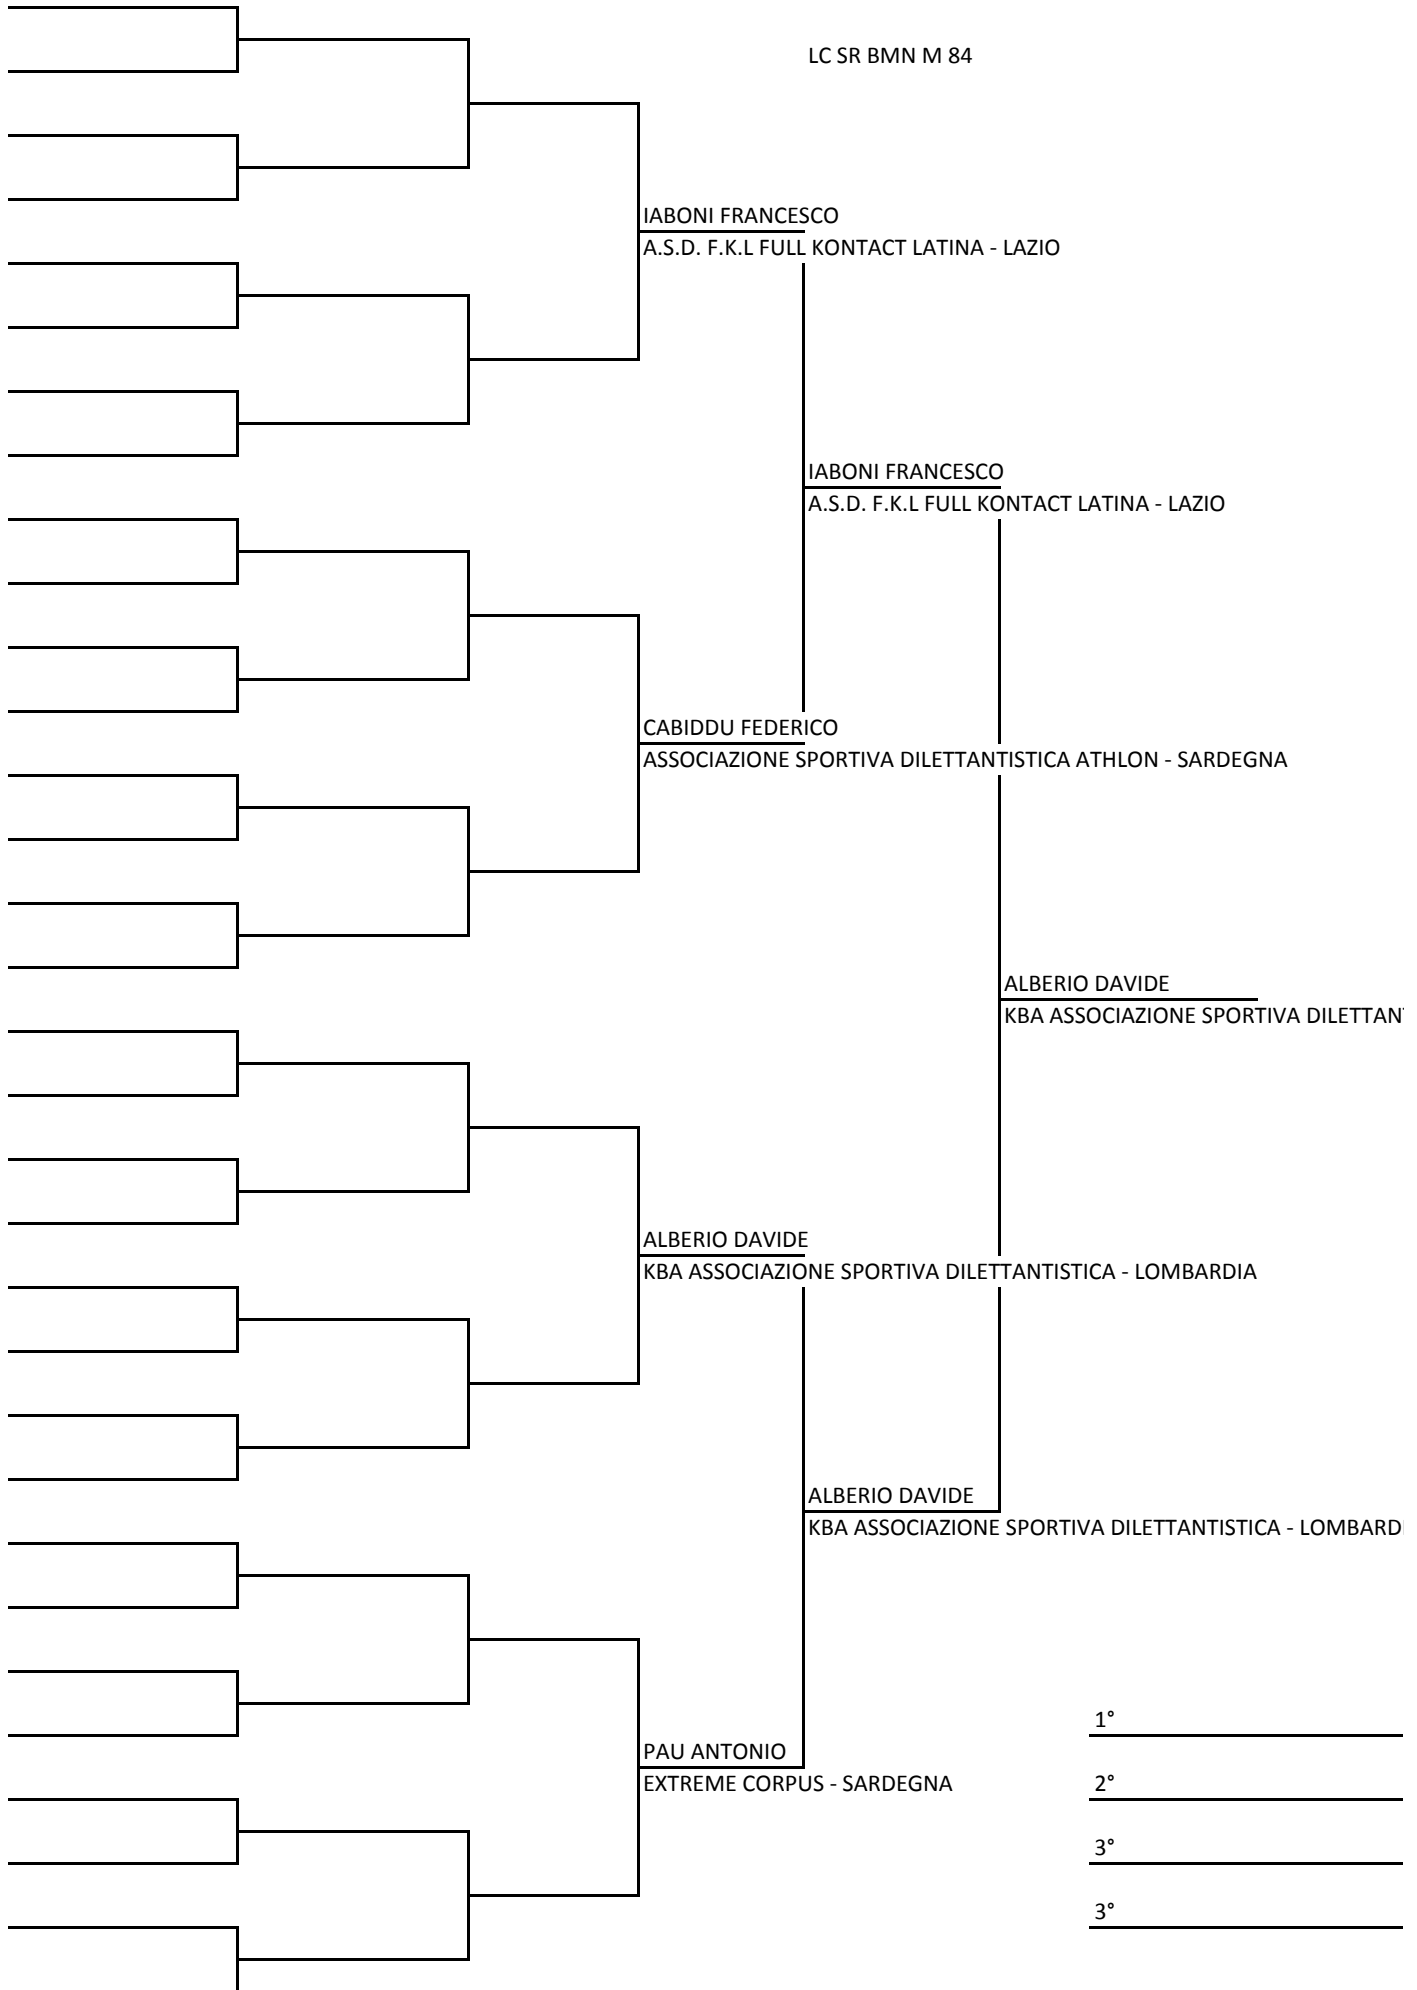 LC SR BMN M 84
IABONI FRANCESCO
A.S.D. F.K.L FULL KONTACT LATINA - LAZIO
IABONI FRANCESCO
A.S.D. F.K.L FULL KONTACT LATINA - LAZIO
CABIDDU FEDERICO
ASSOCIAZIONE SPORTIVA DILETTANTISTICA ATHLON - SARDEGNA
ALBERIO DAVIDE
KBA ASSOCIAZIONE SPORTIVA DILETTAN
ALBERIO DAVIDE
KBA ASSOCIAZIONE SPORTIVA DILETTANTISTICA - LOMBARDIA
ALBERIO DAVIDE
KBA ASSOCIAZIONE SPORTIVA DILETTANTISTICA - LOMBARD
1°
PAU ANTONIO
EXTREME CORPUS - SARDEGNA
2°
3°
3°